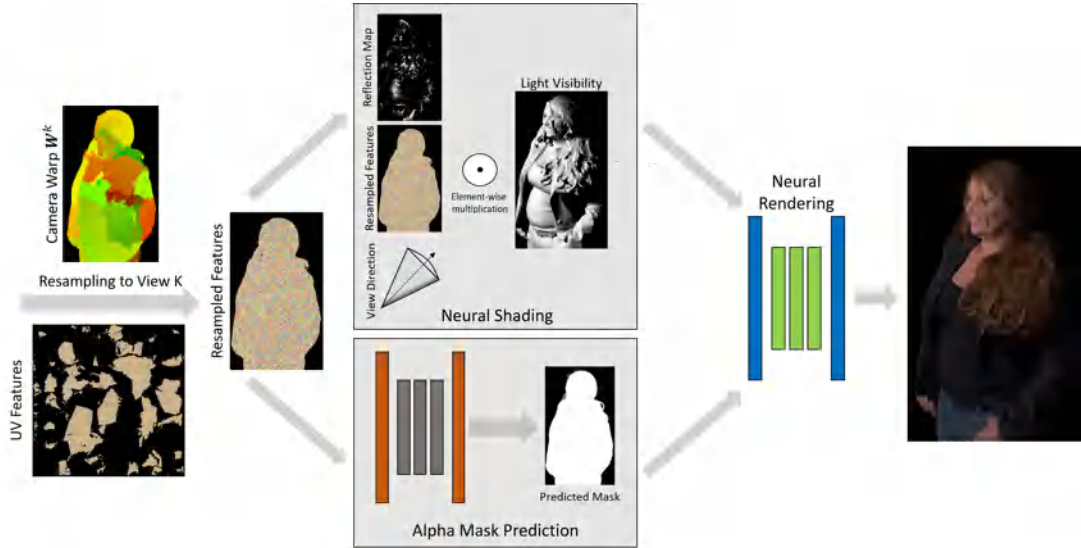 Camera Warp W^k
Resampling to View K
UV Features
Resampled Features
Reflection Map
Resampled Features
View Direction
Light Visibility
Element-wise
multiplication
Neural Shading
Predicted Mask
Alpha Mask Prediction
Neural
Rendering